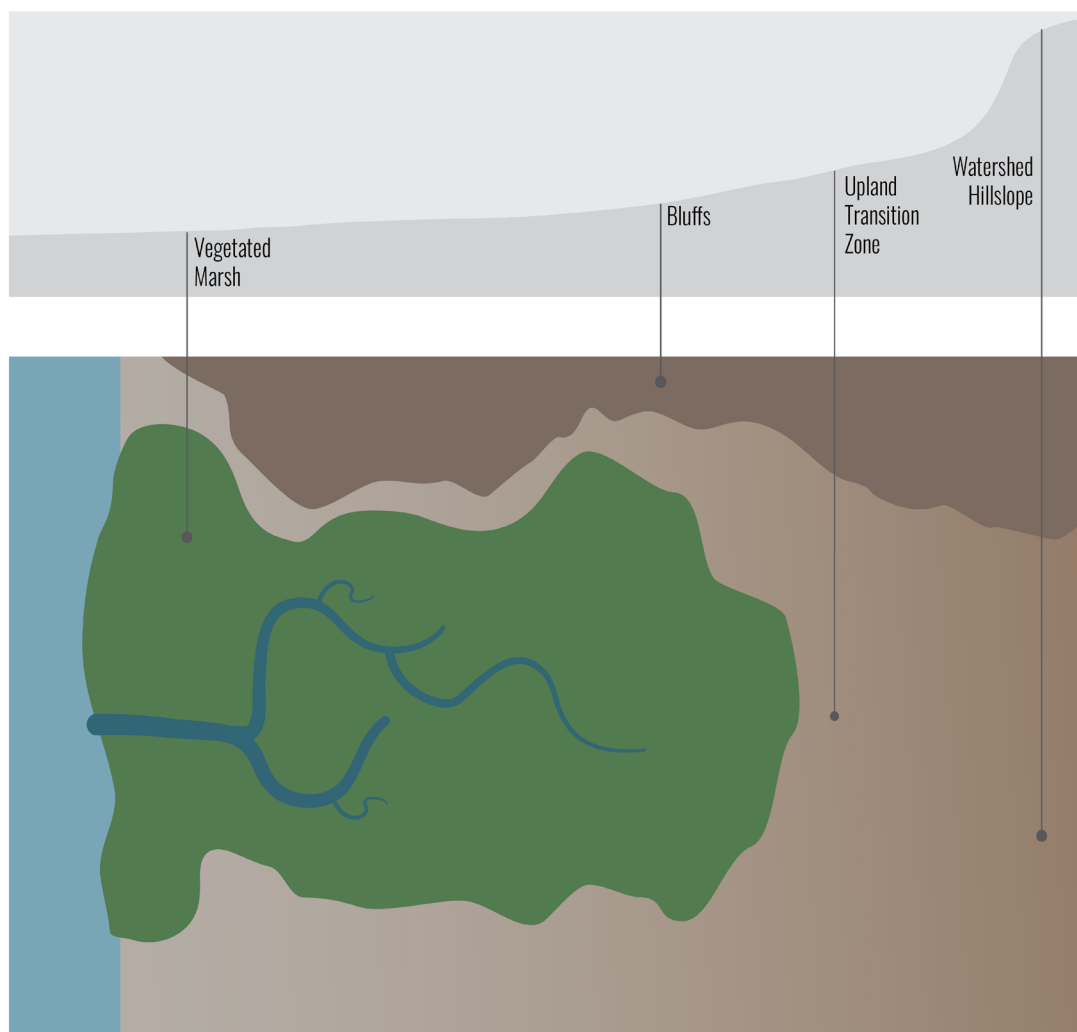 Vegetated
Marsh
Bluffs
Upland
Transition
Zone
Watershed
Hillslope